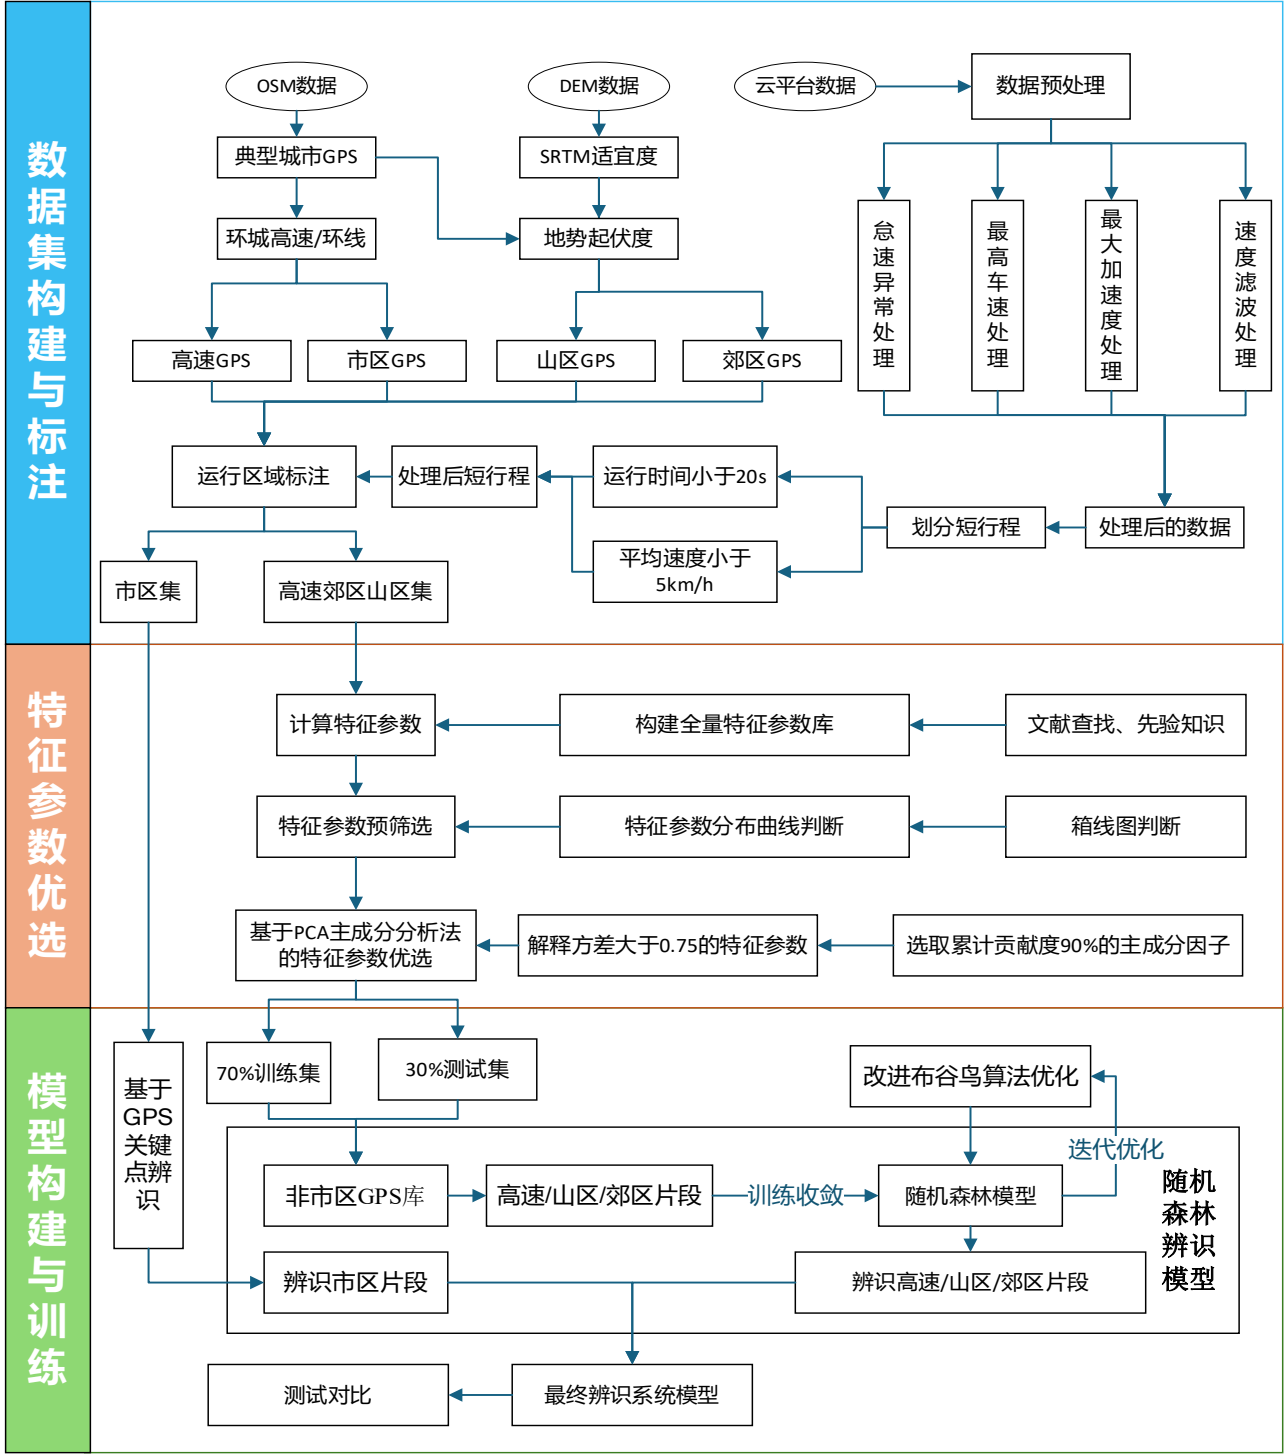 数据集构建与标注
OSM数据
DEM数据
云平台数据
数据预处理
典型城市GPS
SRTM适宜度
环城高速/环线
地势起伏度
怠速异常处理
最高车速处理
最大加速度处理
速度滤波处理
高速GPS
市区GPS
山区GPS
郊区GPS
运行区域标注
处理后短行程
运行时间小于20s
划分短行程
处理后的数据
平均速度小于
5km/h
市区集
高速郊区山区集
特征参数优选
计算特征参数
构建全量特征参数库
文献查找、先验知识
特征参数预筛选
特征参数分布曲线判断
箱线图判断
基于PCA主成分分析法
的特征参数优选
解释方差大于0.75的特征参数
选取累计贡献度90%的主成分因子
模型构建与训练
基于
GPS
关键
点辨
识
70%训练集
30%测试集
改进布谷鸟算法优化
迭代优化
非市区GPS库
高速/山区/郊区片段
训练收敛
随机森林模型
随机
森林
辨识
模型
辨识市区片段
辨识高速/山区/郊区片段
测试对比
最终辨识系统模型